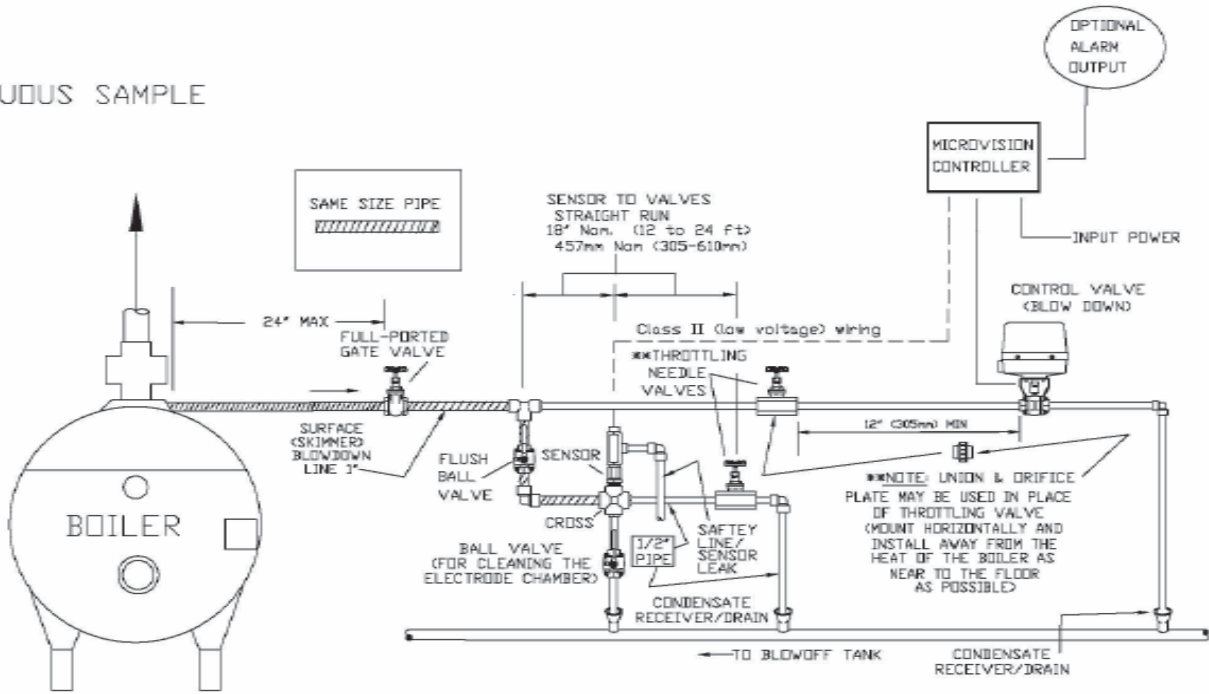 UOUS SAMPLE
OPTIONAL
ALARM
OUTPUT
MICROVISION
CONTROLLER
INPUT POWER
SAME SIZE PIPE
SENSOR TO VALVES
STRAIGHT RUN
18" Nom. (12 to 24 ft)
457mm Nom (305-610mm)
CONTROL VALVE
(BLOW DOWN)
24" MAX
FULL-PORTED
GATE VALVE
Class II (low voltage) wiring
**THROTTLING
NEEDLE
VALVES
12" (305mm) MIN
SURFACE
(SKIMMER)
BLOWDOWN
LINE 1"
FLUSH
BALL
VALVE
SENSOR
CROSS
**NOTE: UNION & ORIFICE
PLATE MAY BE USED IN PLACE
OF THROTTLING VALVE
(MOUNT HORIZONTALLY AND
INSTALL AWAY FROM THE
HEAT OF THE BOILER AS
NEAR TO THE FLOOR
AS POSSIBLE)
BOILER
BALL VALVE
(FOR CLEANING THE
ELECTRODE CHAMBER)
1/2"
PIPE
SAFTEY
LINE/
SENSOR
LEAK
CONDENSATE
RECEIVER/DRAIN
TO BLOWOFF TANK
CONDENSATE
RECEIVER/DRAIN